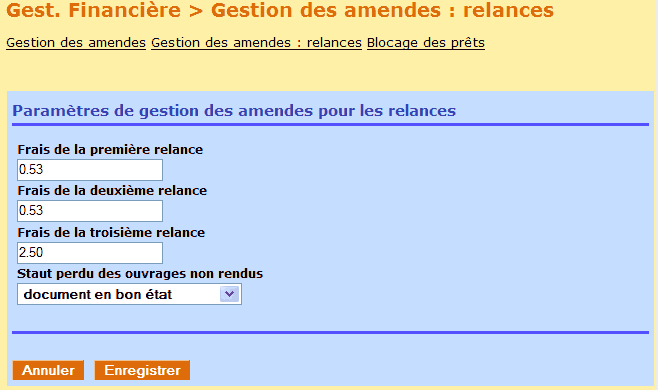 Gest. Financière > Gestion des amendes : relances
Gestion des amendes Gestion des amendes : relances Blocage des prêts
Paramètres de gestion des amendes pour les relances
Frais de la première relance
0.53
Frais de la deuxième relance
0.53
Frais de la troisième relance
2.50
Staut perdu des ouvrages non rendus
document en bon état
Annuler Enregistrer